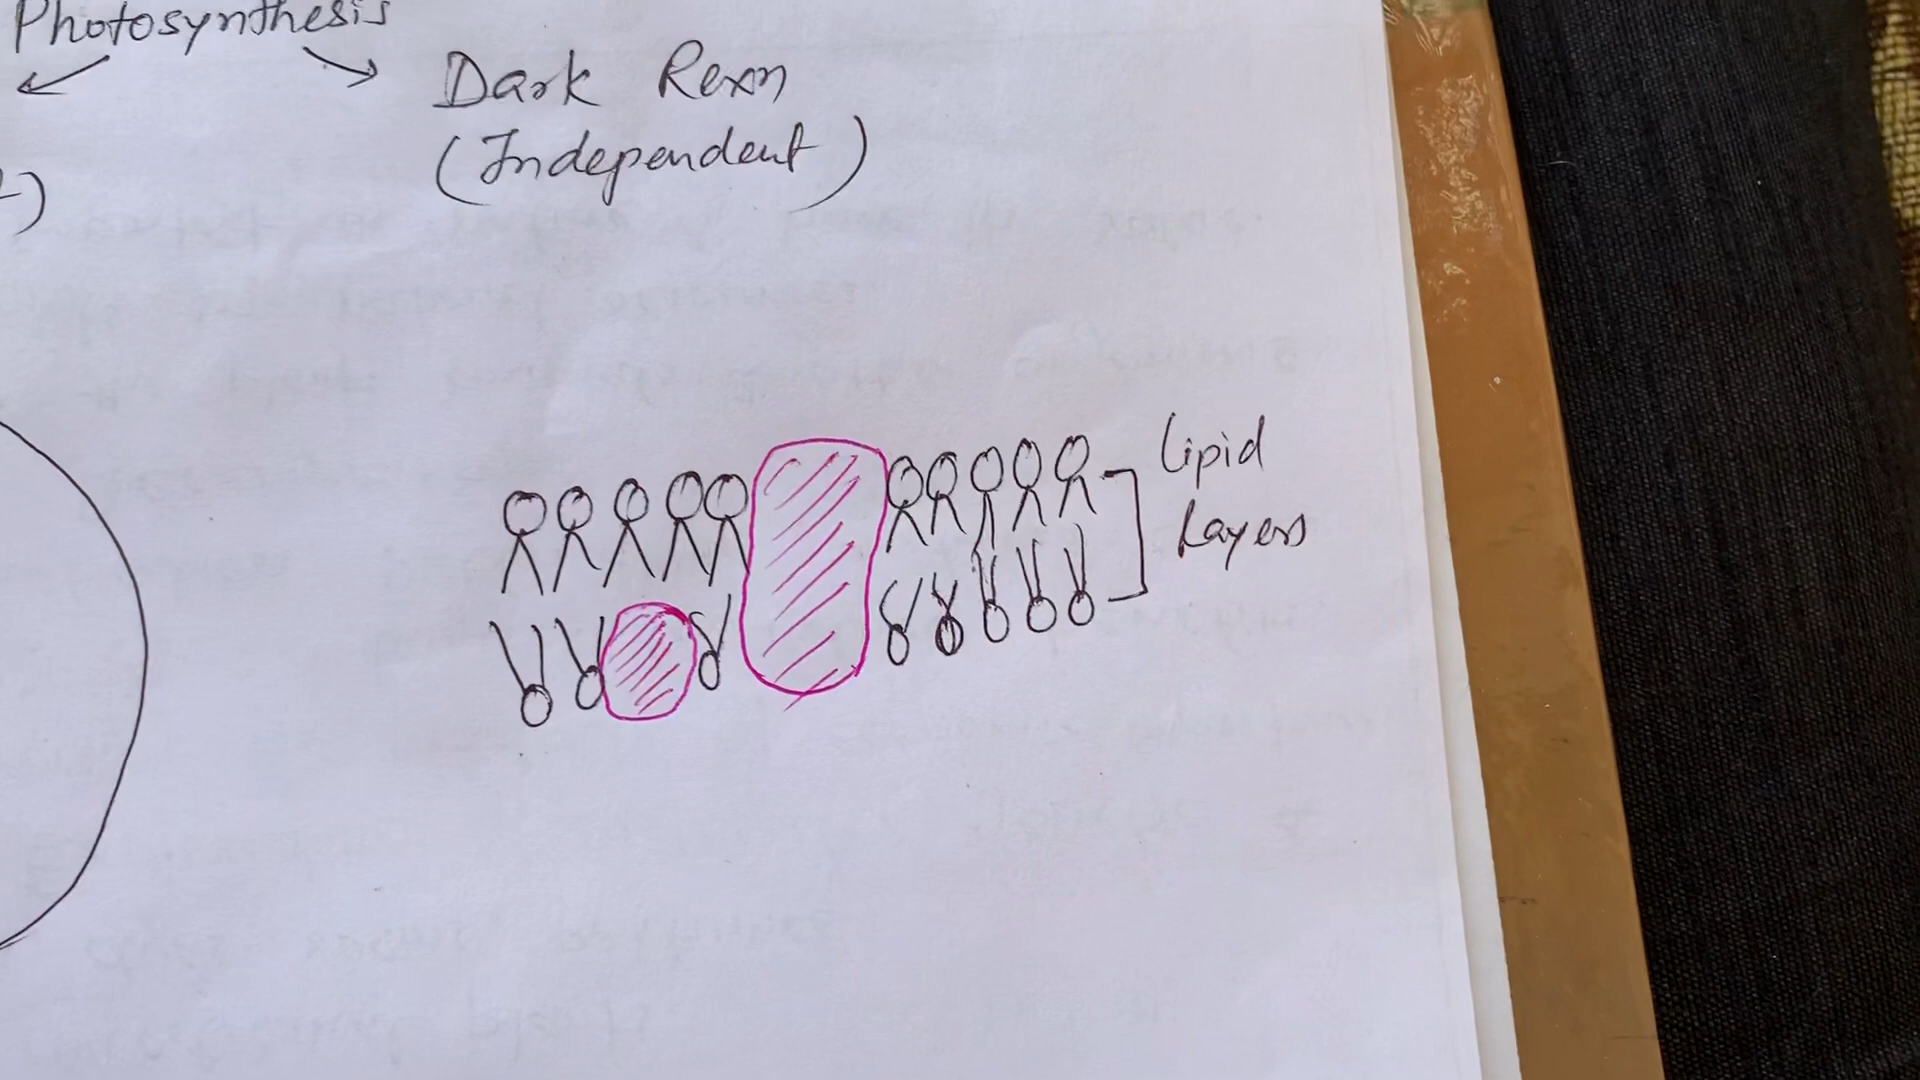 Photosynthesis
Dark Rexn
(Independent)
Lipid
Layers